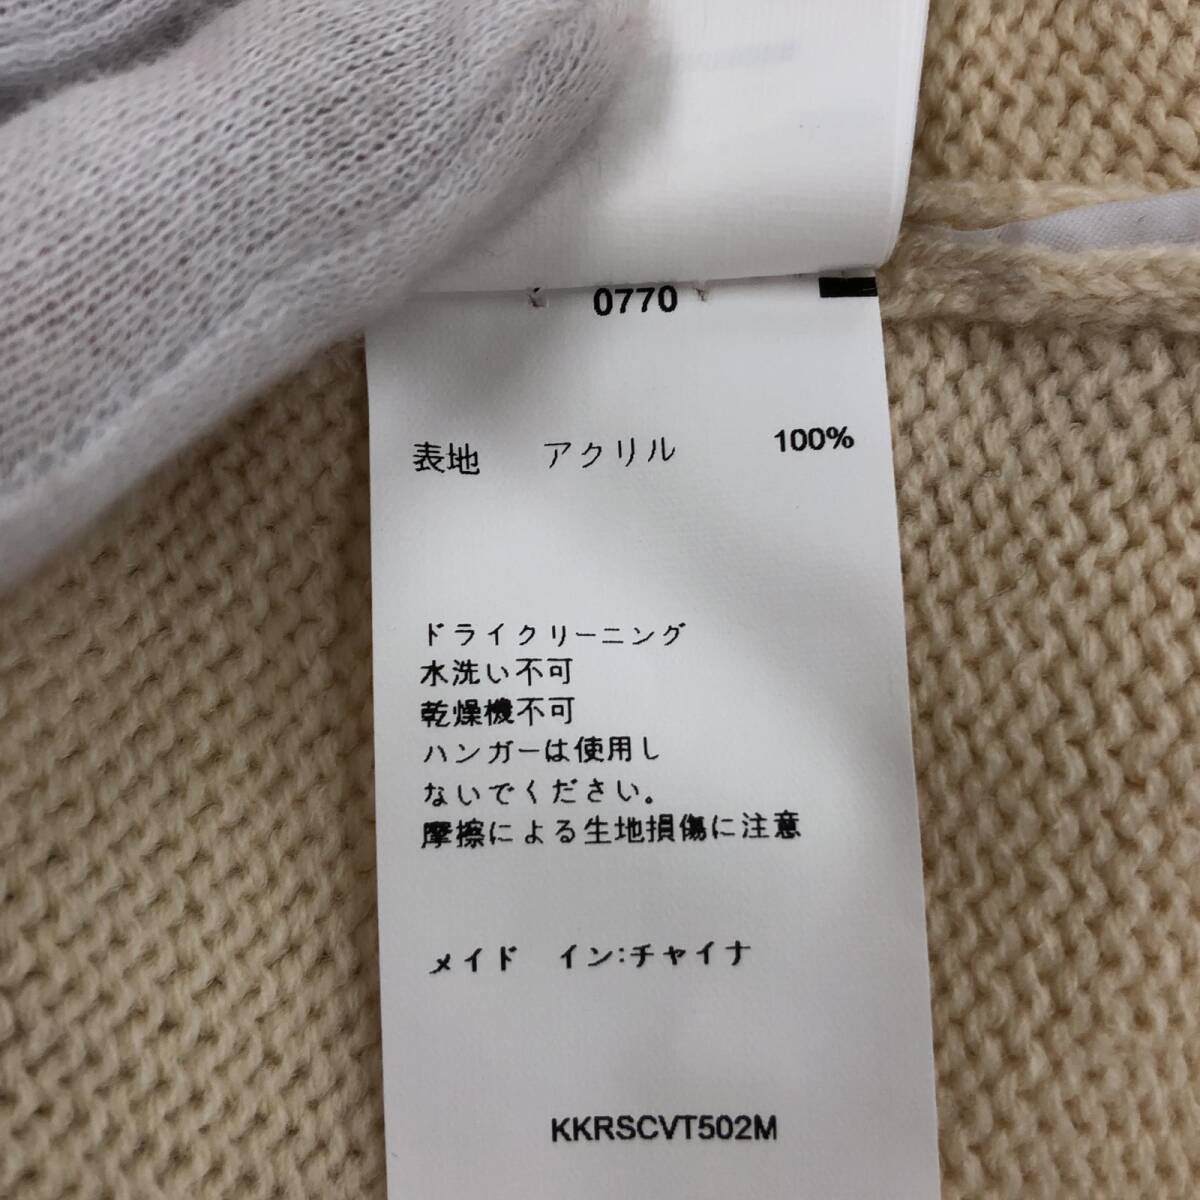 0770
表地 アクリル 100%
ドライクリーニング
水洗い不可
乾燥機不可
ハンガーは使用し
ないでください。
摩擦による生地損傷に注意
メイド イン:チャイナ
KKRSCVT502M